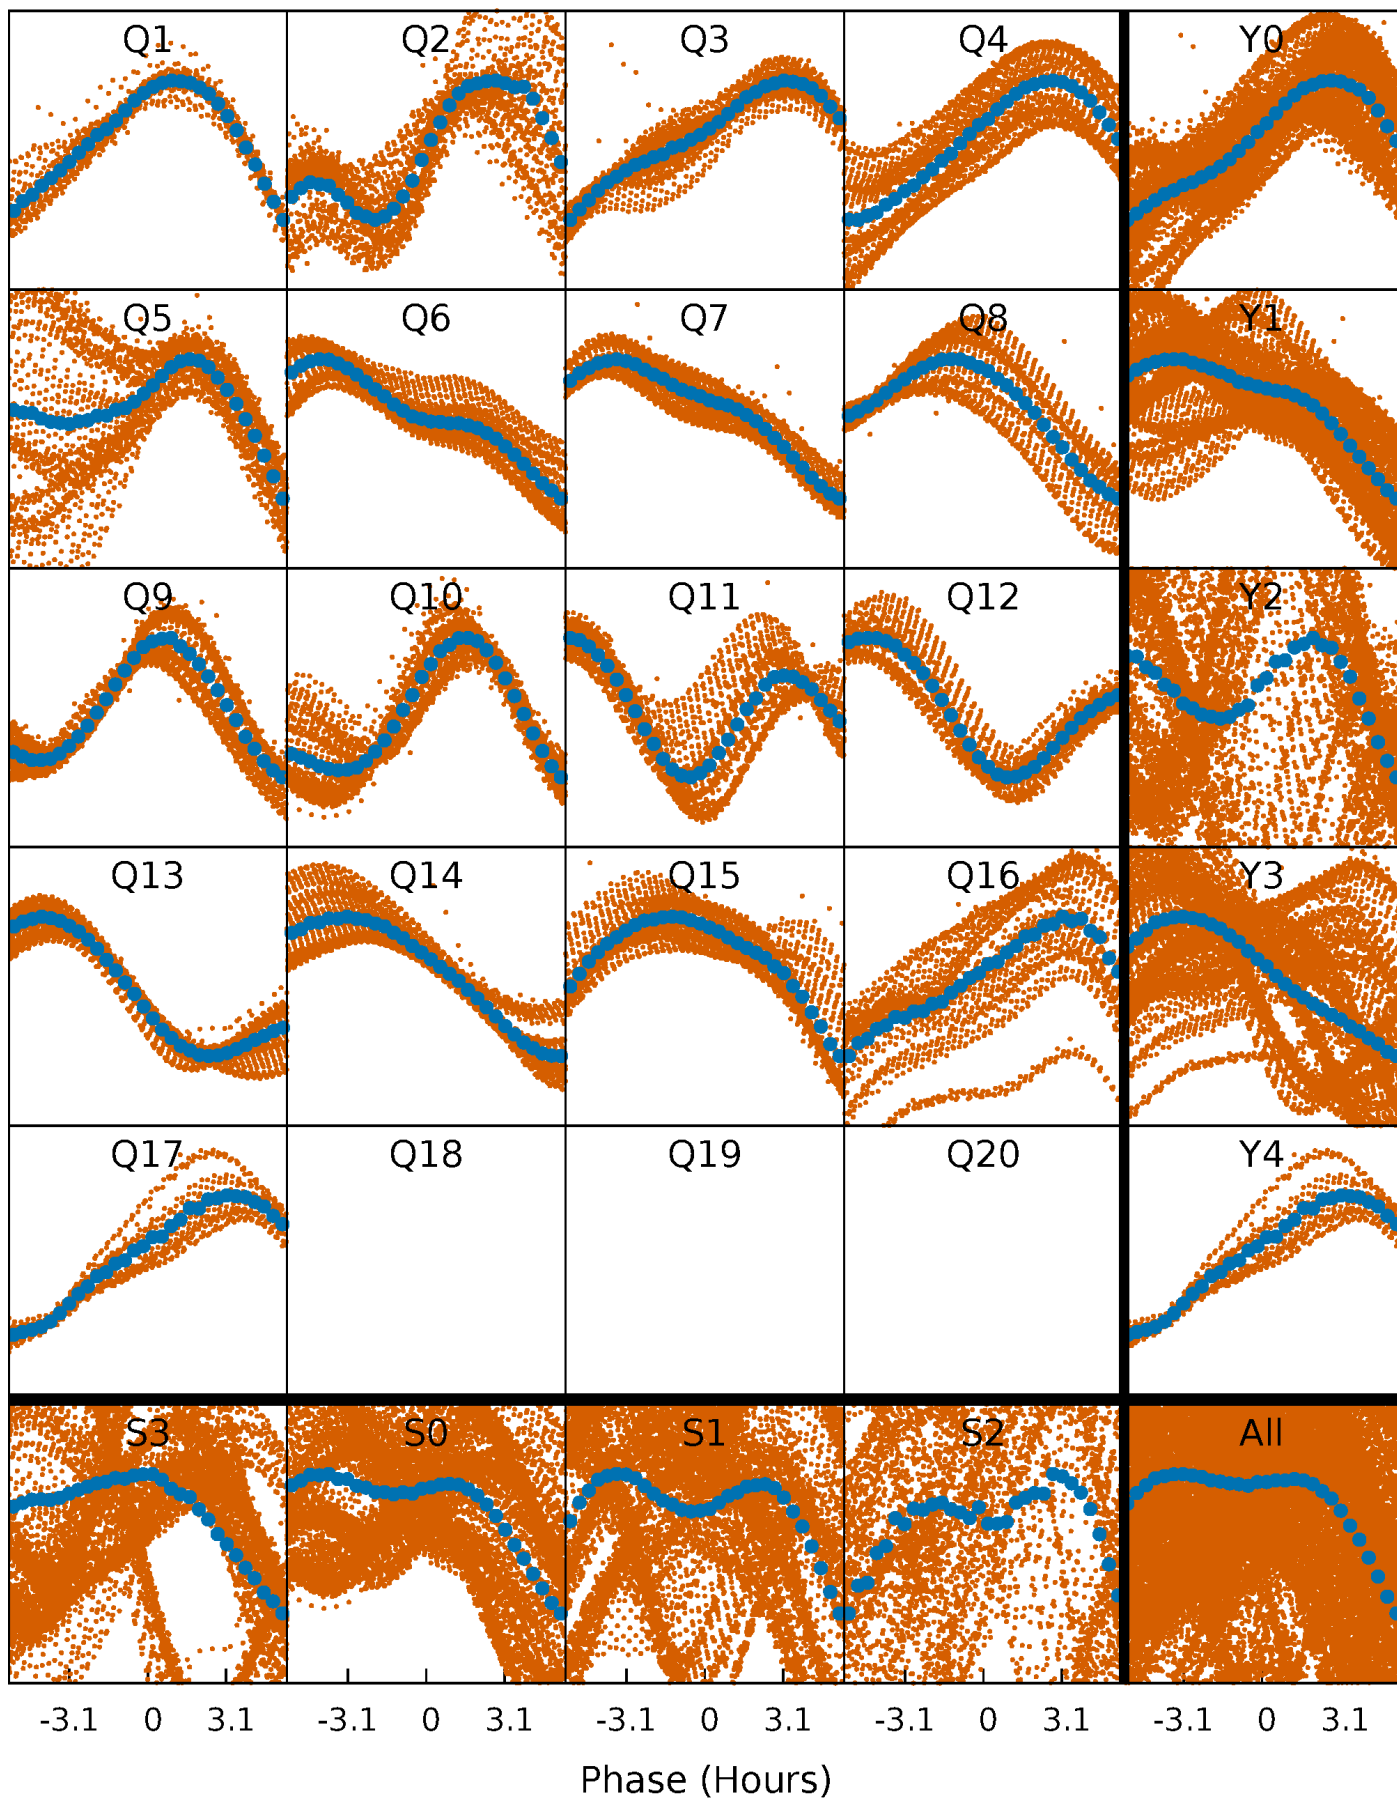 Q1 Q2 Q3 Q4 Y0
Q5 Q6 Q7 Q8 Y1
Q9 Q10 Q11 Q12 Y2
Q13 Q14 Q15 Q16 Y3
Q17 Q18 Q19 Q20 Y4
S3 S0 S1 S2 All
-3.1 0 3.1 -3.1 0 3.1 -3.1 0 3.1 -3.1 0 3.1 -3.1 0 3.1
Phase (Hours)